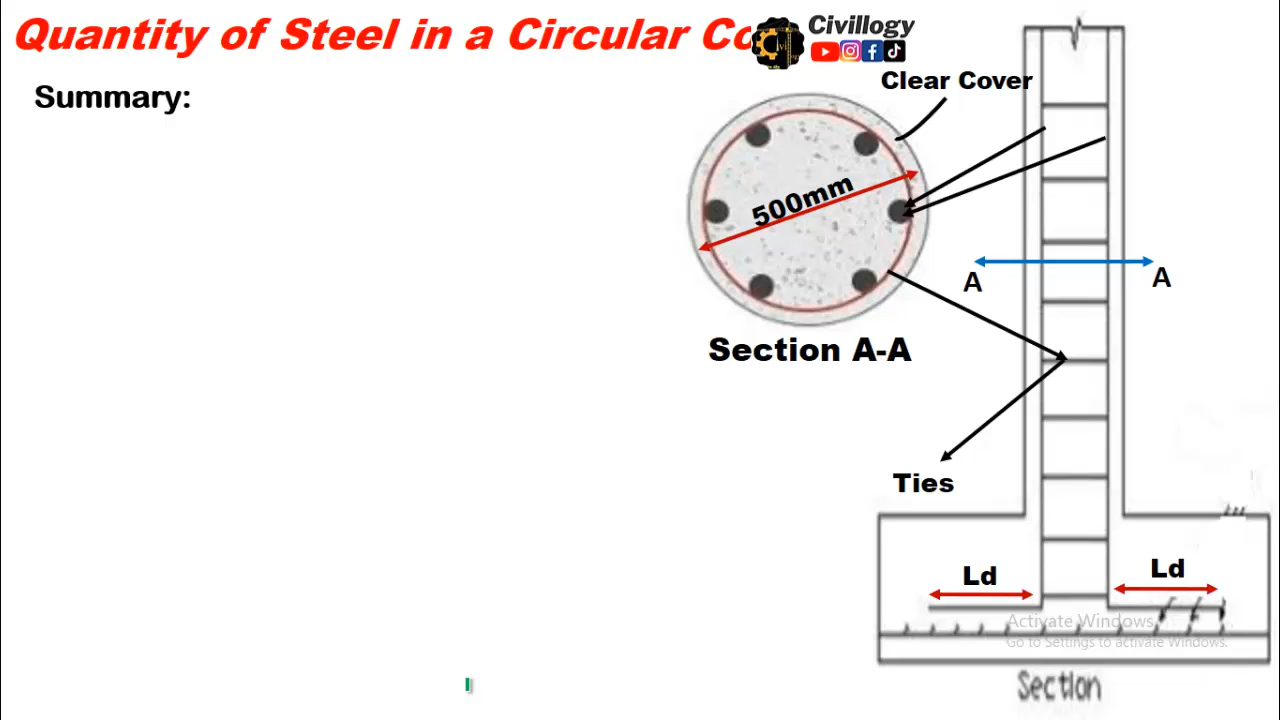 Quantity of Steel in a Circular Co
Civillogy
Summary:
Clear Cover
500mm
A
A
Section A-A
Ties
Ld
Ld
Activate Windows
Go to Settings to activate Windows.
Section